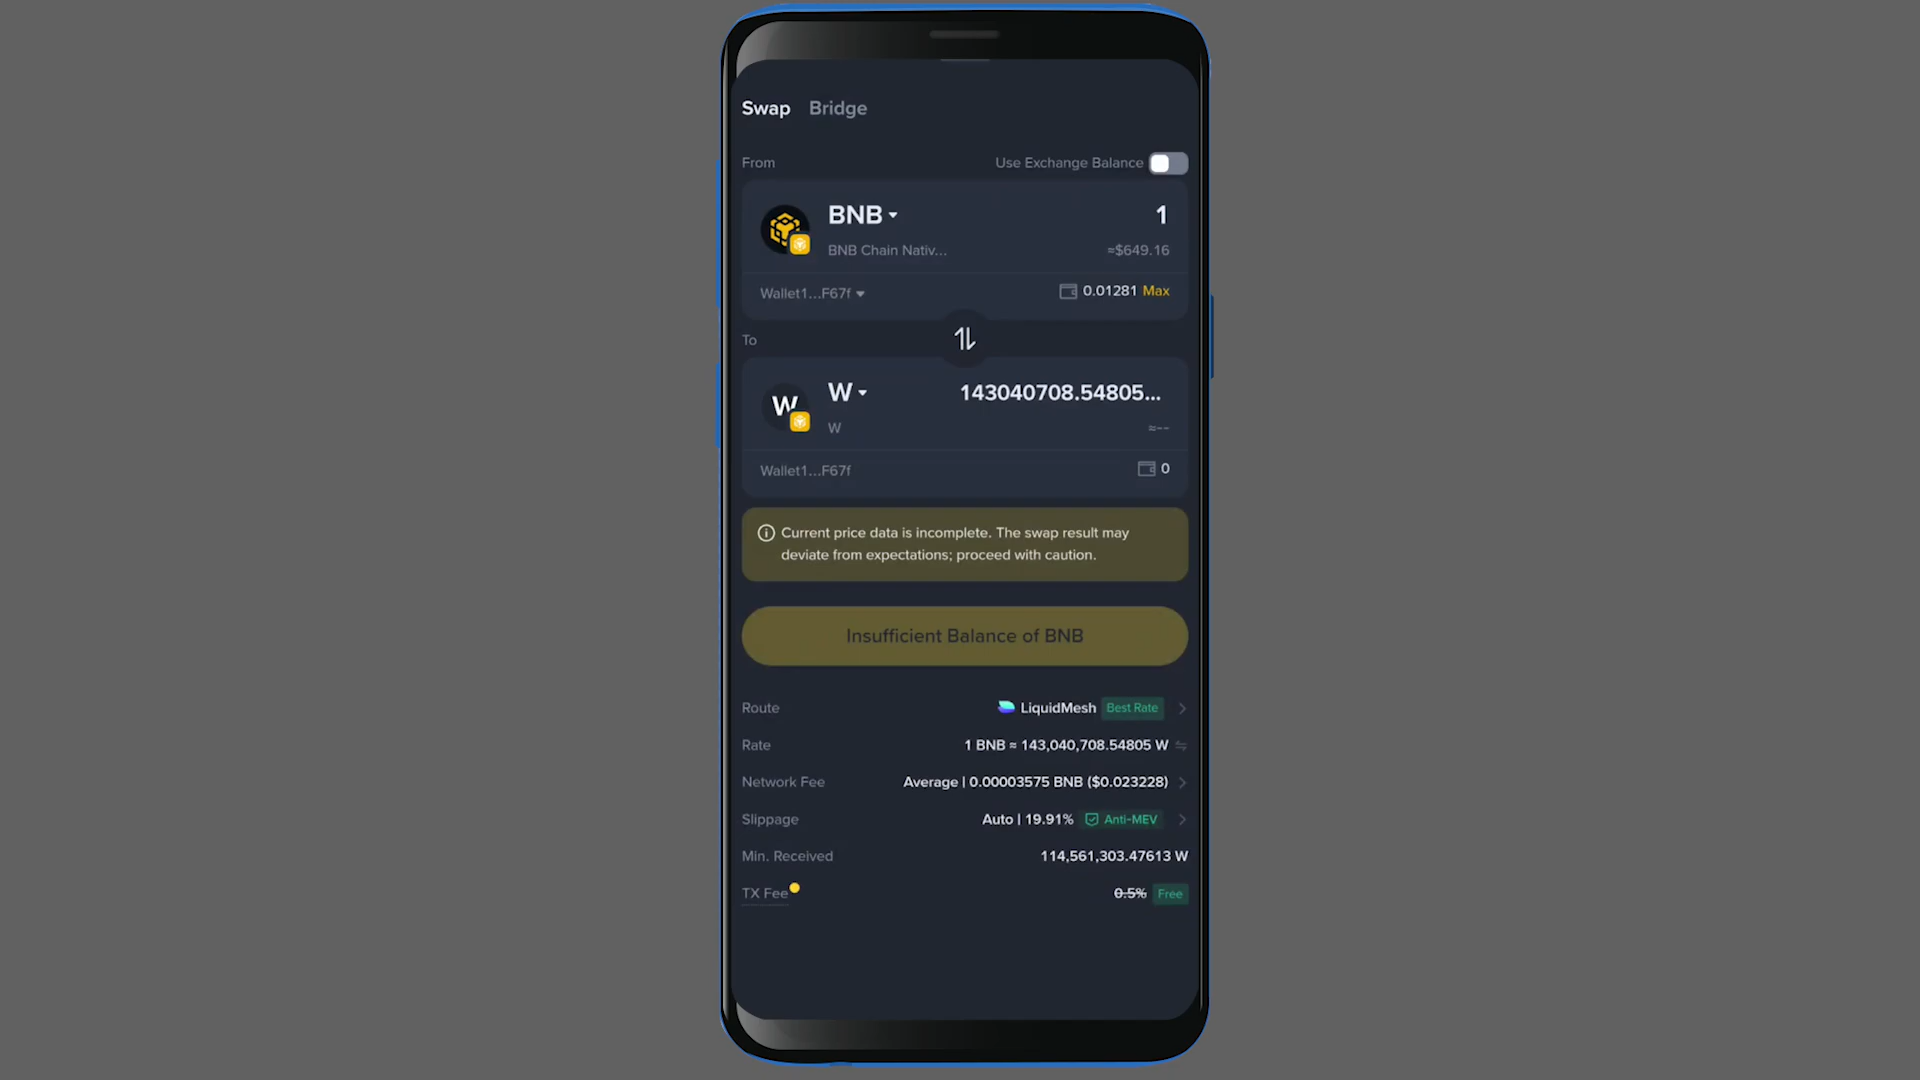 Swap Bridge
From Use Exchange Balance
BNB 1
BNB Chain Nativ... ≈$649.16
Wallet1...F67f 0.01281 Max
To
W W 143040708.54805...
W ≈--
Wallet1...F67f 0
Current price data is incomplete. The swap result may
deviate from expectations; proceed with caution.
Insufficient Balance of BNB
Route LiquidMesh Best Rate
Rate 1 BNB ≈ 143,040,708.54805 W
Network Fee Average | 0.00003575 BNB ($0.023228)
Slippage Auto | 19.91% Anti-MEV
Min. Received 114,561,303.47613 W
TX Fee 0.5% Free